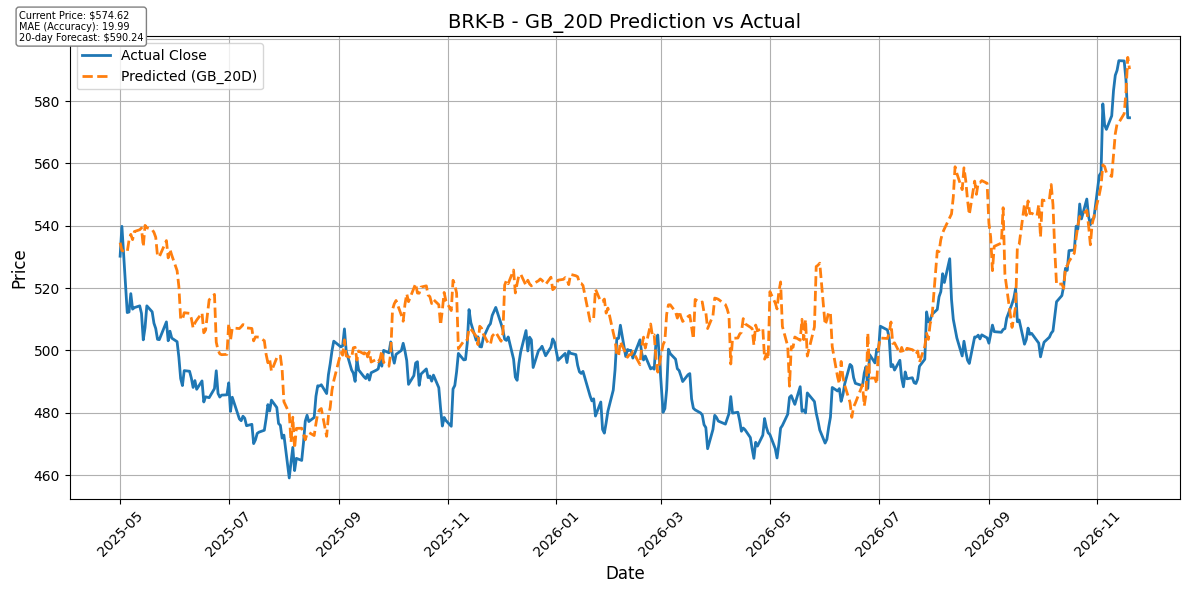 BRK-B - GB_20D Prediction vs Actual
Current Price: $574.62
MAE (Accuracy): 19.99
20-day Forecast: $590.24
Actual Close
Predicted (GB_20D)
Price
580
560
540
520
500
480
460
2025-05
2025-07
2025-09
2025-11
2026-01
2026-03
2026-05
2026-07
2026-09
2026-11
Date